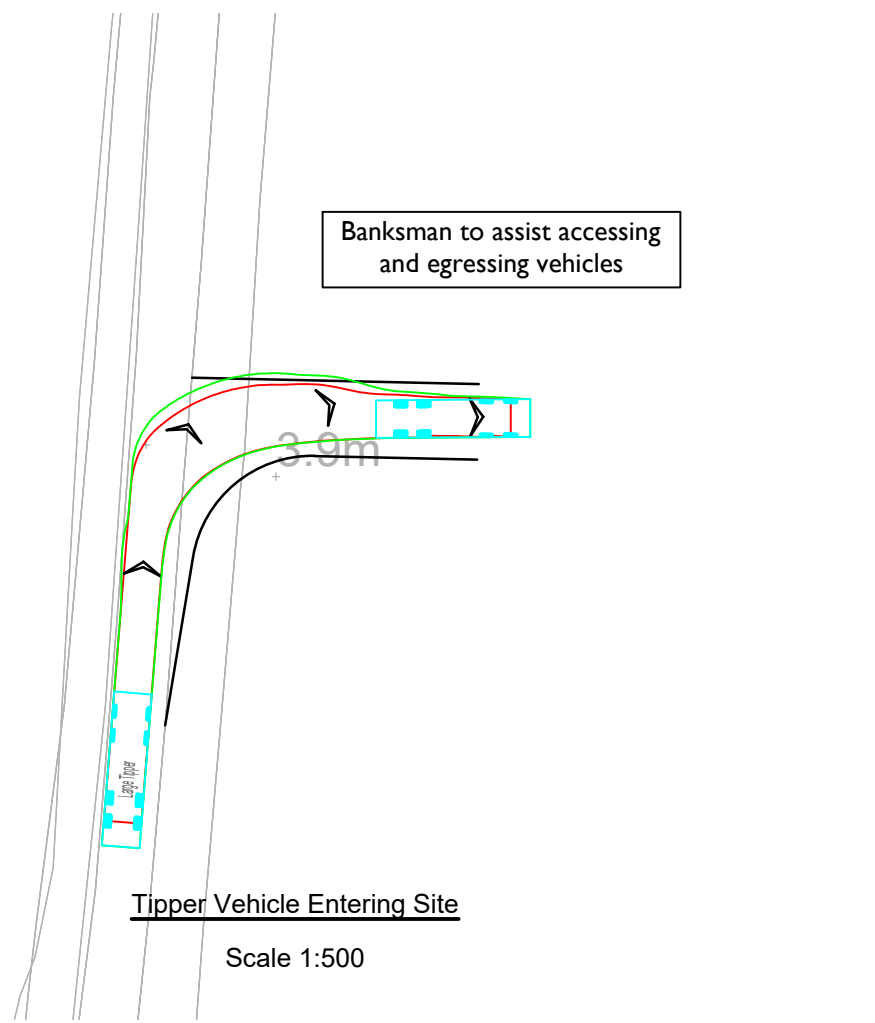 Banksman to assist accessing
and egressing vehicles
3.9m
Large Tipper
Tipper Vehicle Entering Site
Scale 1:500